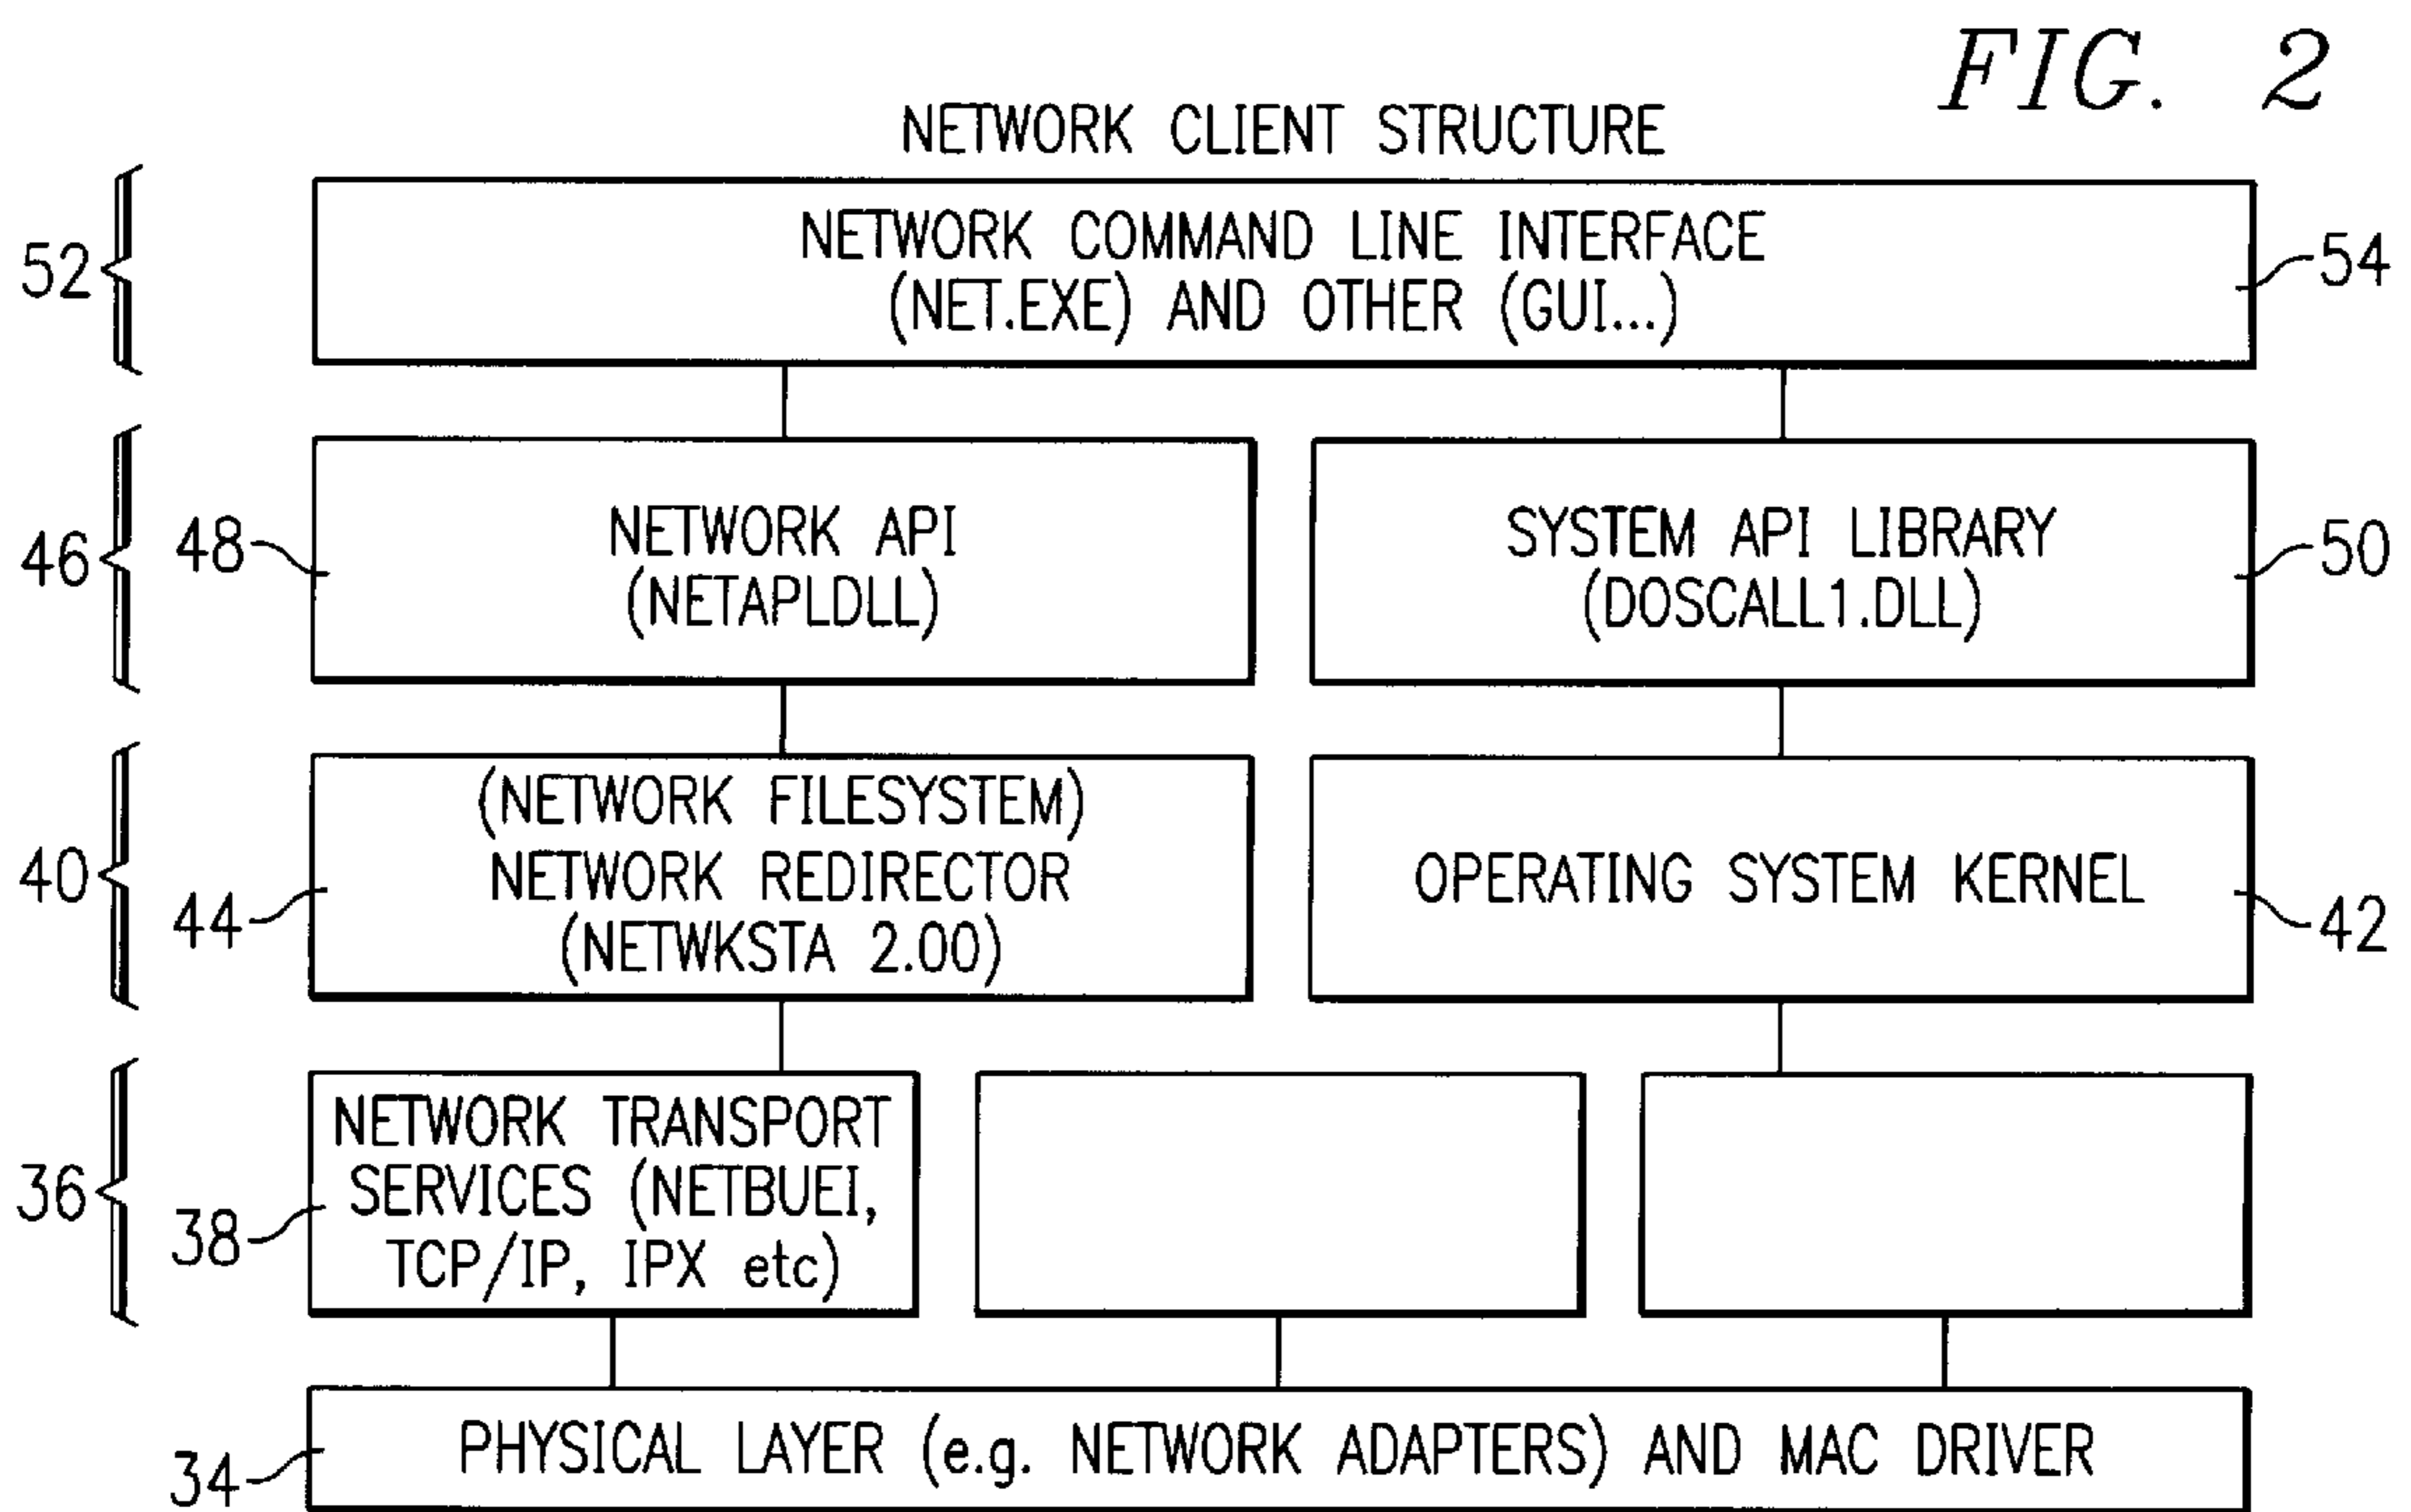 FIG. 2
NETWORK CLIENT STRUCTURE
52
NETWORK COMMAND LINE INTERFACE
(NET.EXE) AND OTHER (GUI...)
54
46
48
NETWORK API
(NETAPLDLL)
SYSTEM API LIBRARY
(DOSCALL1.DLL)
50
40
44
(NETWORK FILESYSTEM)
NETWORK REDIRECTOR
(NETWKSTA 2.00)
OPERATING SYSTEM KERNEL
42
36
38
NETWORK TRANSPORT
SERVICES (NETBUEI,
TCP/IP, IPX etc)
34
PHYSICAL LAYER (e.g. NETWORK ADAPTERS) AND MAC DRIVER